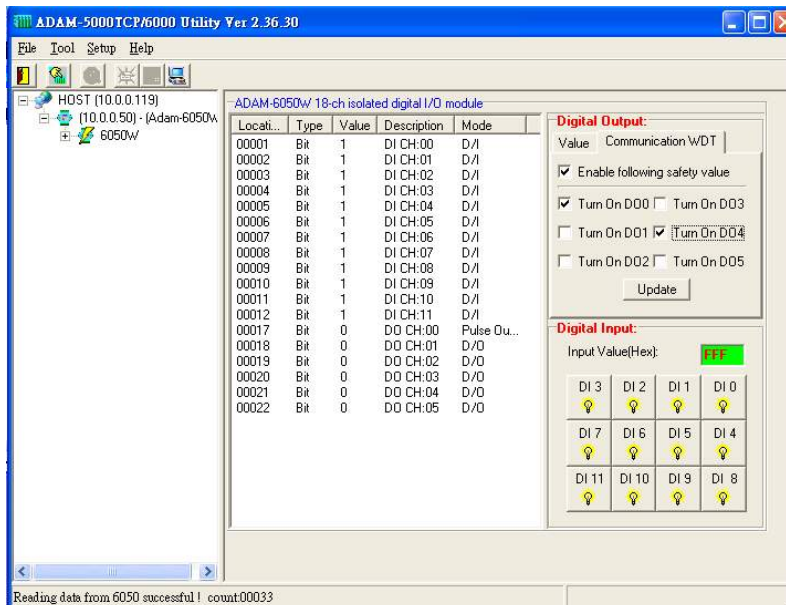 ADAM-5000TCP/6000 Utility Ver 2.36.30
File Tool Setup Help
HOST (10.0.0.119)
(10.0.0.50) - (Adam-6050W
6050W
ADAM-6050W 18-ch isolated digital I/O module
Locati... Type Value Description Mode
00001 Bit 1 DI CH:00 D/I
00002 Bit 1 DI CH:01 D/I
00003 Bit 1 DI CH:02 D/I
00004 Bit 1 DI CH:03 D/I
00005 Bit 1 DI CH:04 D/I
00006 Bit 1 DI CH:05 D/I
00007 Bit 1 DI CH:06 D/I
00008 Bit 1 DI CH:07 D/I
00009 Bit 1 DI CH:08 D/I
00010 Bit 1 DI CH:09 D/I
00011 Bit 1 DI CH:10 D/I
00012 Bit 1 DI CH:11 D/I
00017 Bit 0 DO CH:00 Pulse Ou...
00018 Bit 0 DO CH:01 D/O
00019 Bit 0 DO CH:02 D/O
00020 Bit 0 DO CH:03 D/O
00021 Bit 0 DO CH:04 D/O
00022 Bit 0 DO CH:05 D/O
Digital Output:
Value Communication WDT
Enable following safety value
Turn On DO0 Turn On DO3
Turn On DO1 Turn On DO4
Turn On DO2 Turn On DO5
Update
Digital Input:
Input Value(Hex): FFF
DI 3 DI 2 DI 1 DI 0
DI 7 DI 6 DI 5 DI 4
DI 11 DI 10 DI 9 DI 8
Reading data from 6050 successful ! count:00033